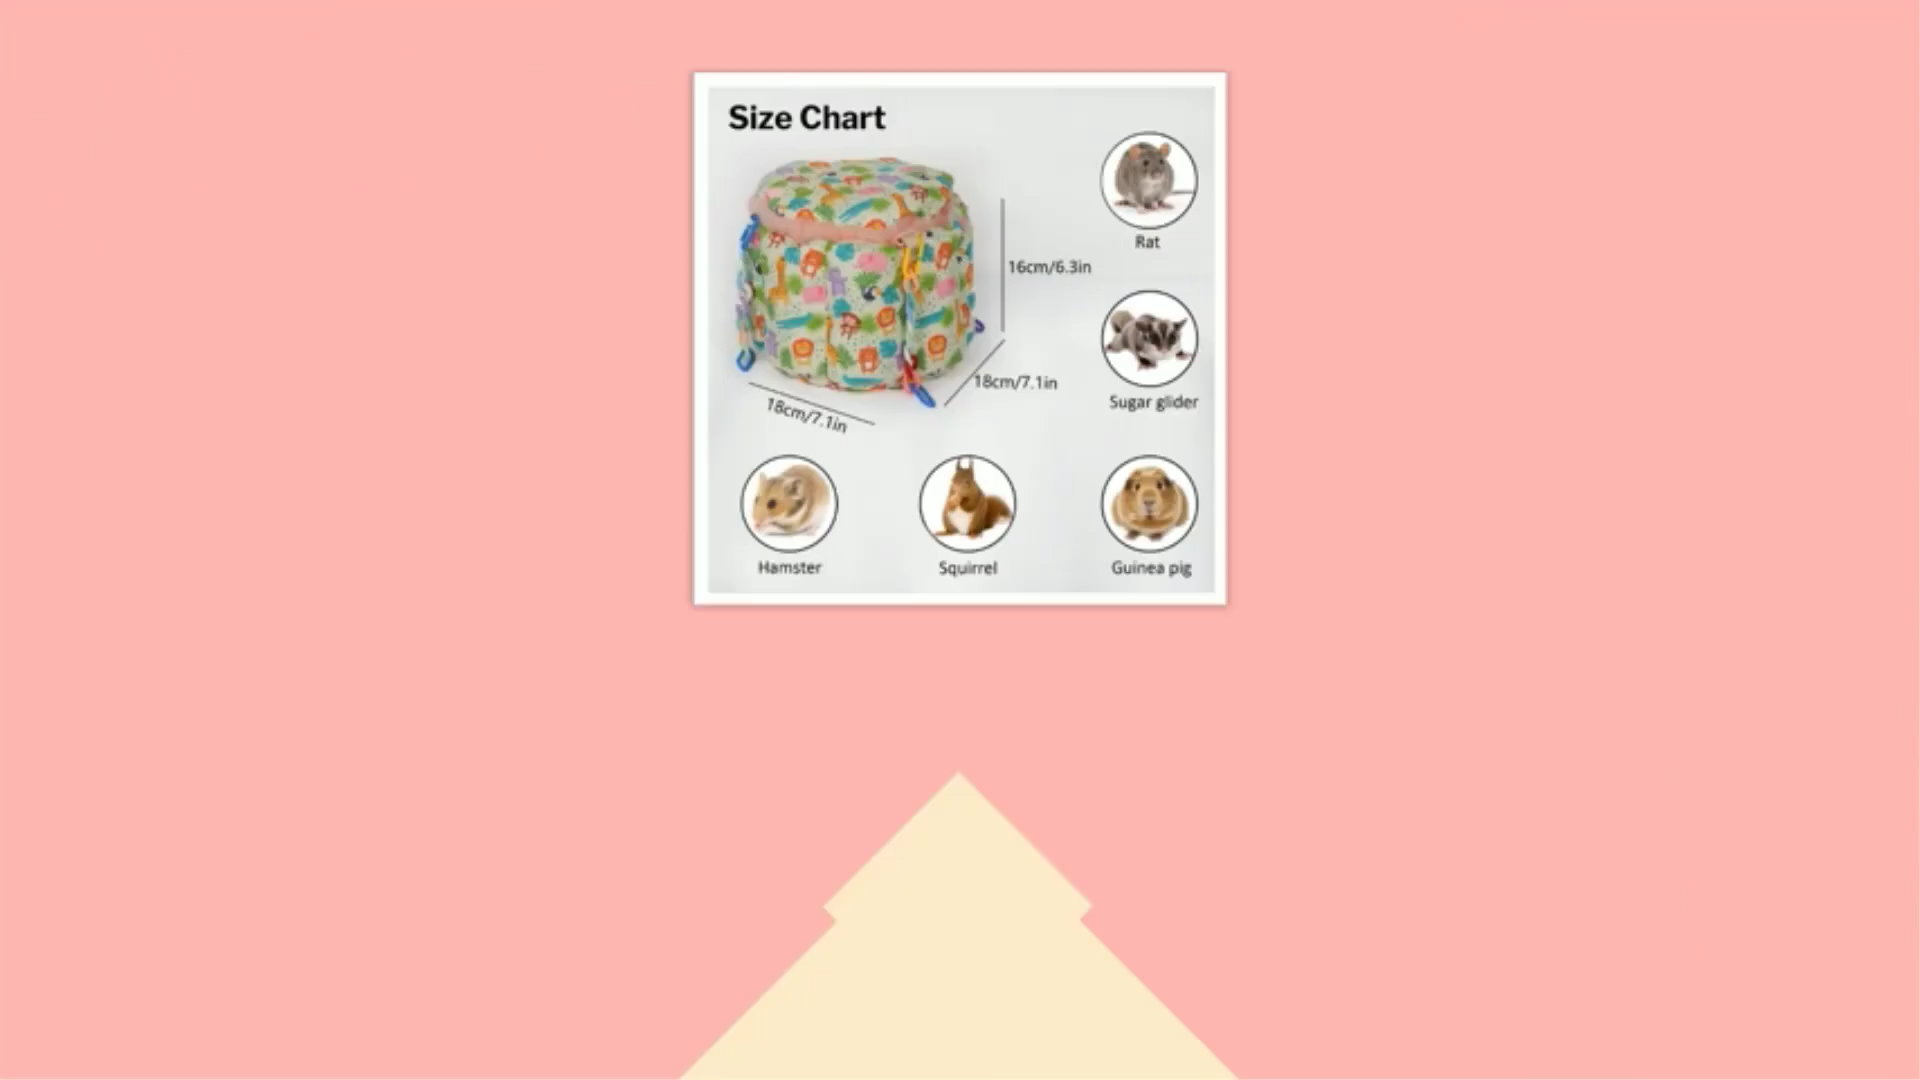 Size Chart
Rat
16cm/6.3in
18cm/7.1in
Sugar glider
18cm/7.1in
Hamster
Squirrel
Guinea pig